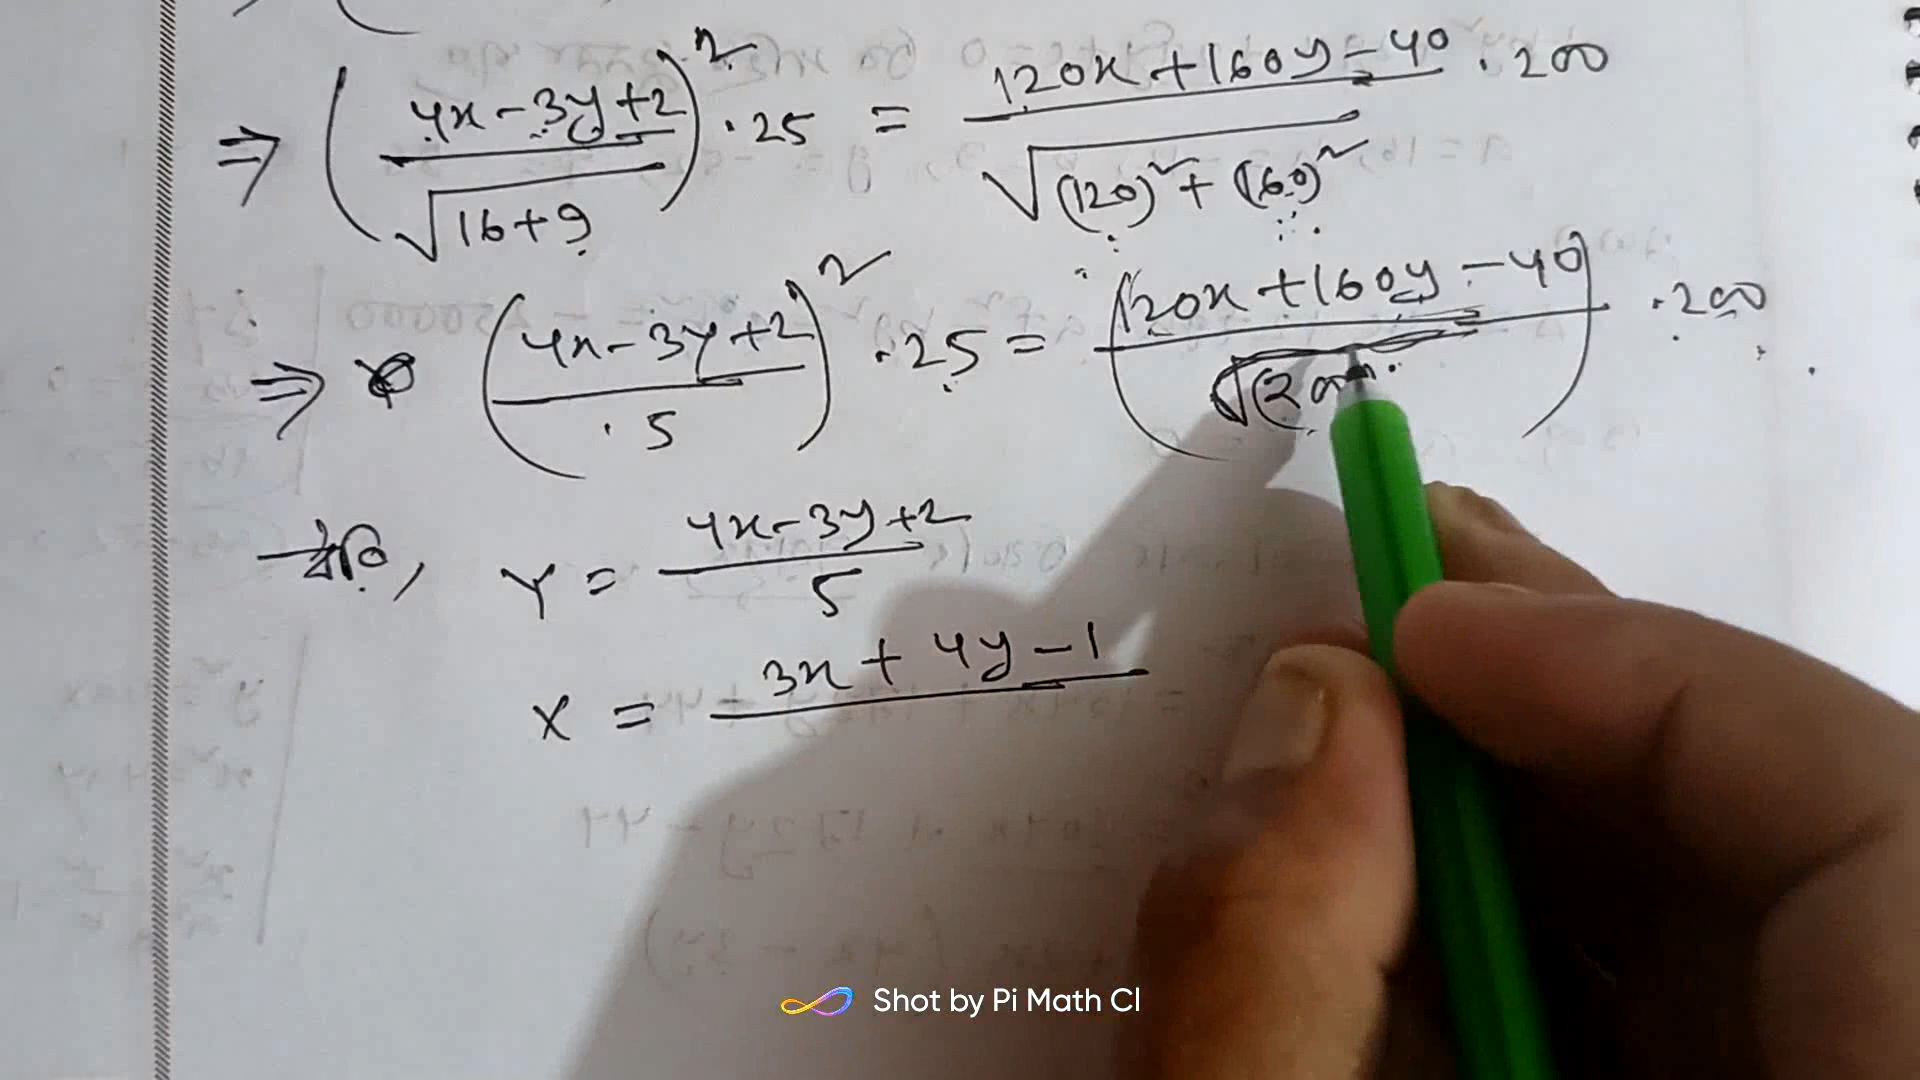 ⇒ ((4x-3y+2)/√(16+9))² · 25 = (120x+160y-40)/√((120)²+(160)²) · 200
⇒ ((4x-3y+2)/5)² · 25 = ((120x+160y-40)/(200)) · 200
ধরি, Y = (4x-3y+2)/5
X = 3x+4y-1
Shot by Pi Math Cl